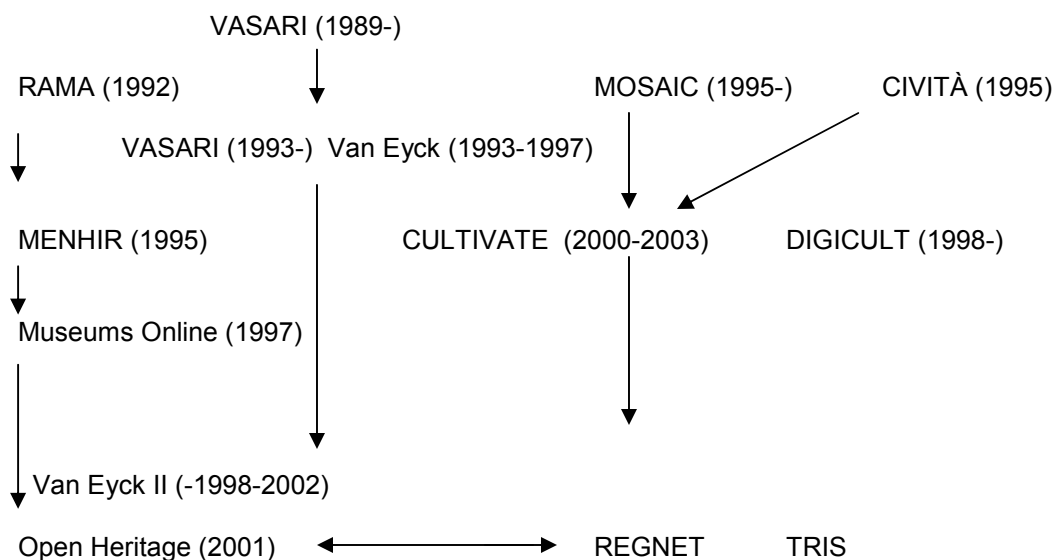 VASARI (1989-)
RAMA (1992) MOSAIC (1995-) CIVITÀ (1995)
VASARI (1993-) Van Eyck (1993-1997)
MENHIR (1995) CULTIVATE (2000-2003) DIGICULT (1998-)
Museums Online (1997)
Van Eyck II (-1998-2002)
Open Heritage (2001) REGNET TRIS